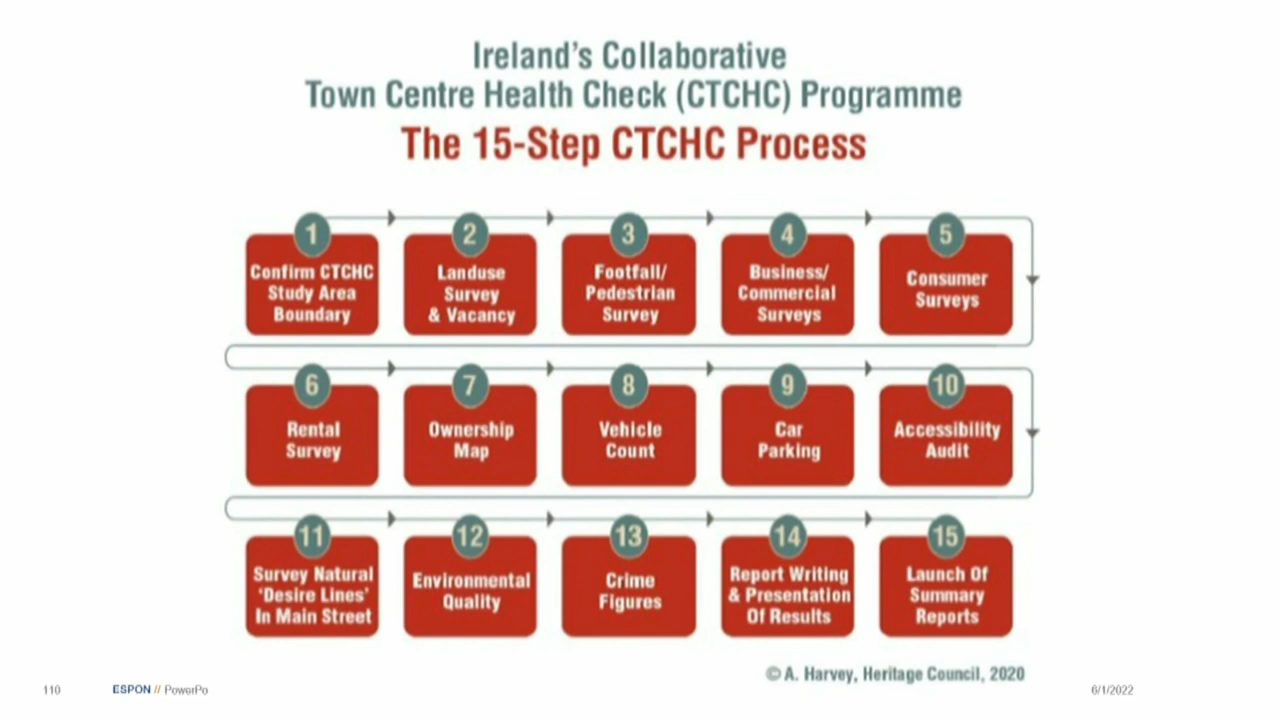 Ireland's Collaborative
Town Centre Health Check (CTCHC) Programme
The 15-Step CTCHC Process
1
Confirm CTCHC
Study Area
Boundary
2
Landuse
Survey
& Vacancy
3
Footfall/
Pedestrian
Survey
4
Business/
Commercial
Surveys
5
Consumer
Surveys
6
Rental
Survey
7
Ownership
Map
8
Vehicle
Count
9
Car
Parking
10
Accessibility
Audit
11
Survey Natural
'Desire Lines'
In Main Street
12
Environmental
Quality
13
Crime
Figures
14
Report Writing
& Presentation
Of Results
15
Launch Of
Summary
Reports
© A. Harvey, Heritage Council, 2020
110
ESPON // PowerPo
6/1/2022